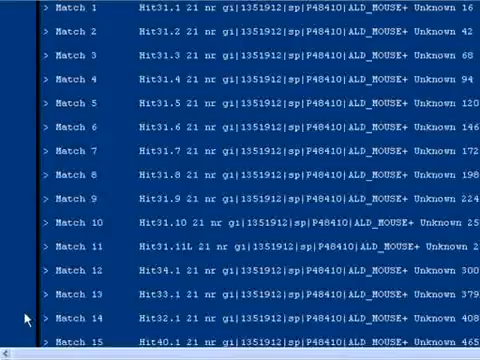 > Match 1 Hit31.1 21 nr gi|1351912|sp|P48410|ALD_MOUSE+ Unknown 16
> Match 2 Hit31.2 21 nr gi|1351912|sp|P48410|ALD_MOUSE+ Unknown 42
> Match 3 Hit31.3 21 nr gi|1351912|sp|P48410|ALD_MOUSE+ Unknown 68
> Match 4 Hit31.4 21 nr gi|1351912|sp|P48410|ALD_MOUSE+ Unknown 94
> Match 5 Hit31.5 21 nr gi|1351912|sp|P48410|ALD_MOUSE+ Unknown 120
> Match 6 Hit31.6 21 nr gi|1351912|sp|P48410|ALD_MOUSE+ Unknown 146
> Match 7 Hit31.7 21 nr gi|1351912|sp|P48410|ALD_MOUSE+ Unknown 172
> Match 8 Hit31.8 21 nr gi|1351912|sp|P48410|ALD_MOUSE+ Unknown 198
> Match 9 Hit31.9 21 nr gi|1351912|sp|P48410|ALD_MOUSE+ Unknown 224
> Match 10 Hit31.10 21 nr gi|1351912|sp|P48410|ALD_MOUSE+ Unknown 25
> Match 11 Hit31.11L 21 nr gi|1351912|sp|P48410|ALD_MOUSE+ Unknown 2
> Match 12 Hit34.1 21 nr gi|1351912|sp|P48410|ALD_MOUSE+ Unknown 300
> Match 13 Hit33.1 21 nr gi|1351912|sp|P48410|ALD_MOUSE+ Unknown 379
> Match 14 Hit32.1 21 nr gi|1351912|sp|P48410|ALD_MOUSE+ Unknown 408
> Match 15 Hit40.1 21 nr gi|1351912|sp|P48410|ALD_MOUSE+ Unknown 465